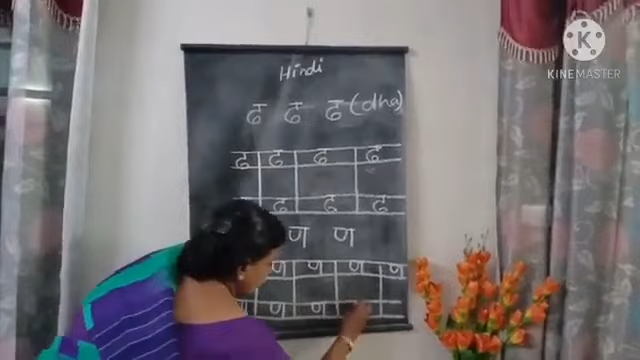 Hindi
ढ ढ ढ (dha)
ढ ढ ढ ढ
ढ ढ ढ
ण ण
ण ण ण ण
ण ण
K
KINEMASTER